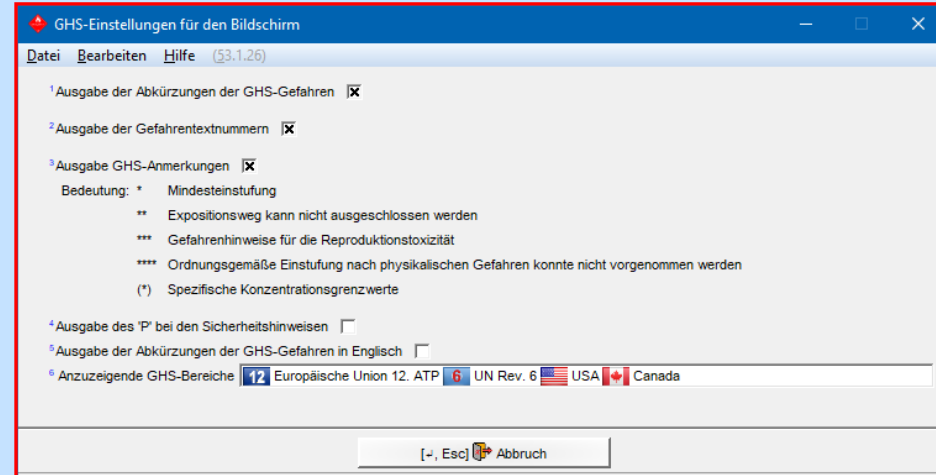 GHS-Einstellungen für den Bildschirm
Datei Bearbeiten Hilfe (53.1.26)
1 Ausgabe der Abkürzungen der GHS-Gefahren
2 Ausgabe der Gefahrentextnummern
3 Ausgabe GHS-Anmerkungen
Bedeutung: * Mindesteinstufung
** Expositionsweg kann nicht ausgeschlossen werden
*** Gefahrenhinweise für die Reproduktionstoxizität
**** Ordnungsgemäße Einstufung nach physikalischen Gefahren konnte nicht vorgenommen werden
(*) Spezifische Konzentrationsgrenzwerte
4 Ausgabe des 'P' bei den Sicherheitshinweisen
5 Ausgabe der Abkürzungen der GHS-Gefahren in Englisch
6 Anzuzeigende GHS-Bereiche 12 Europäische Union 12. ATP 6 UN Rev. 6 USA Canada
[↵, Esc] Abbruch